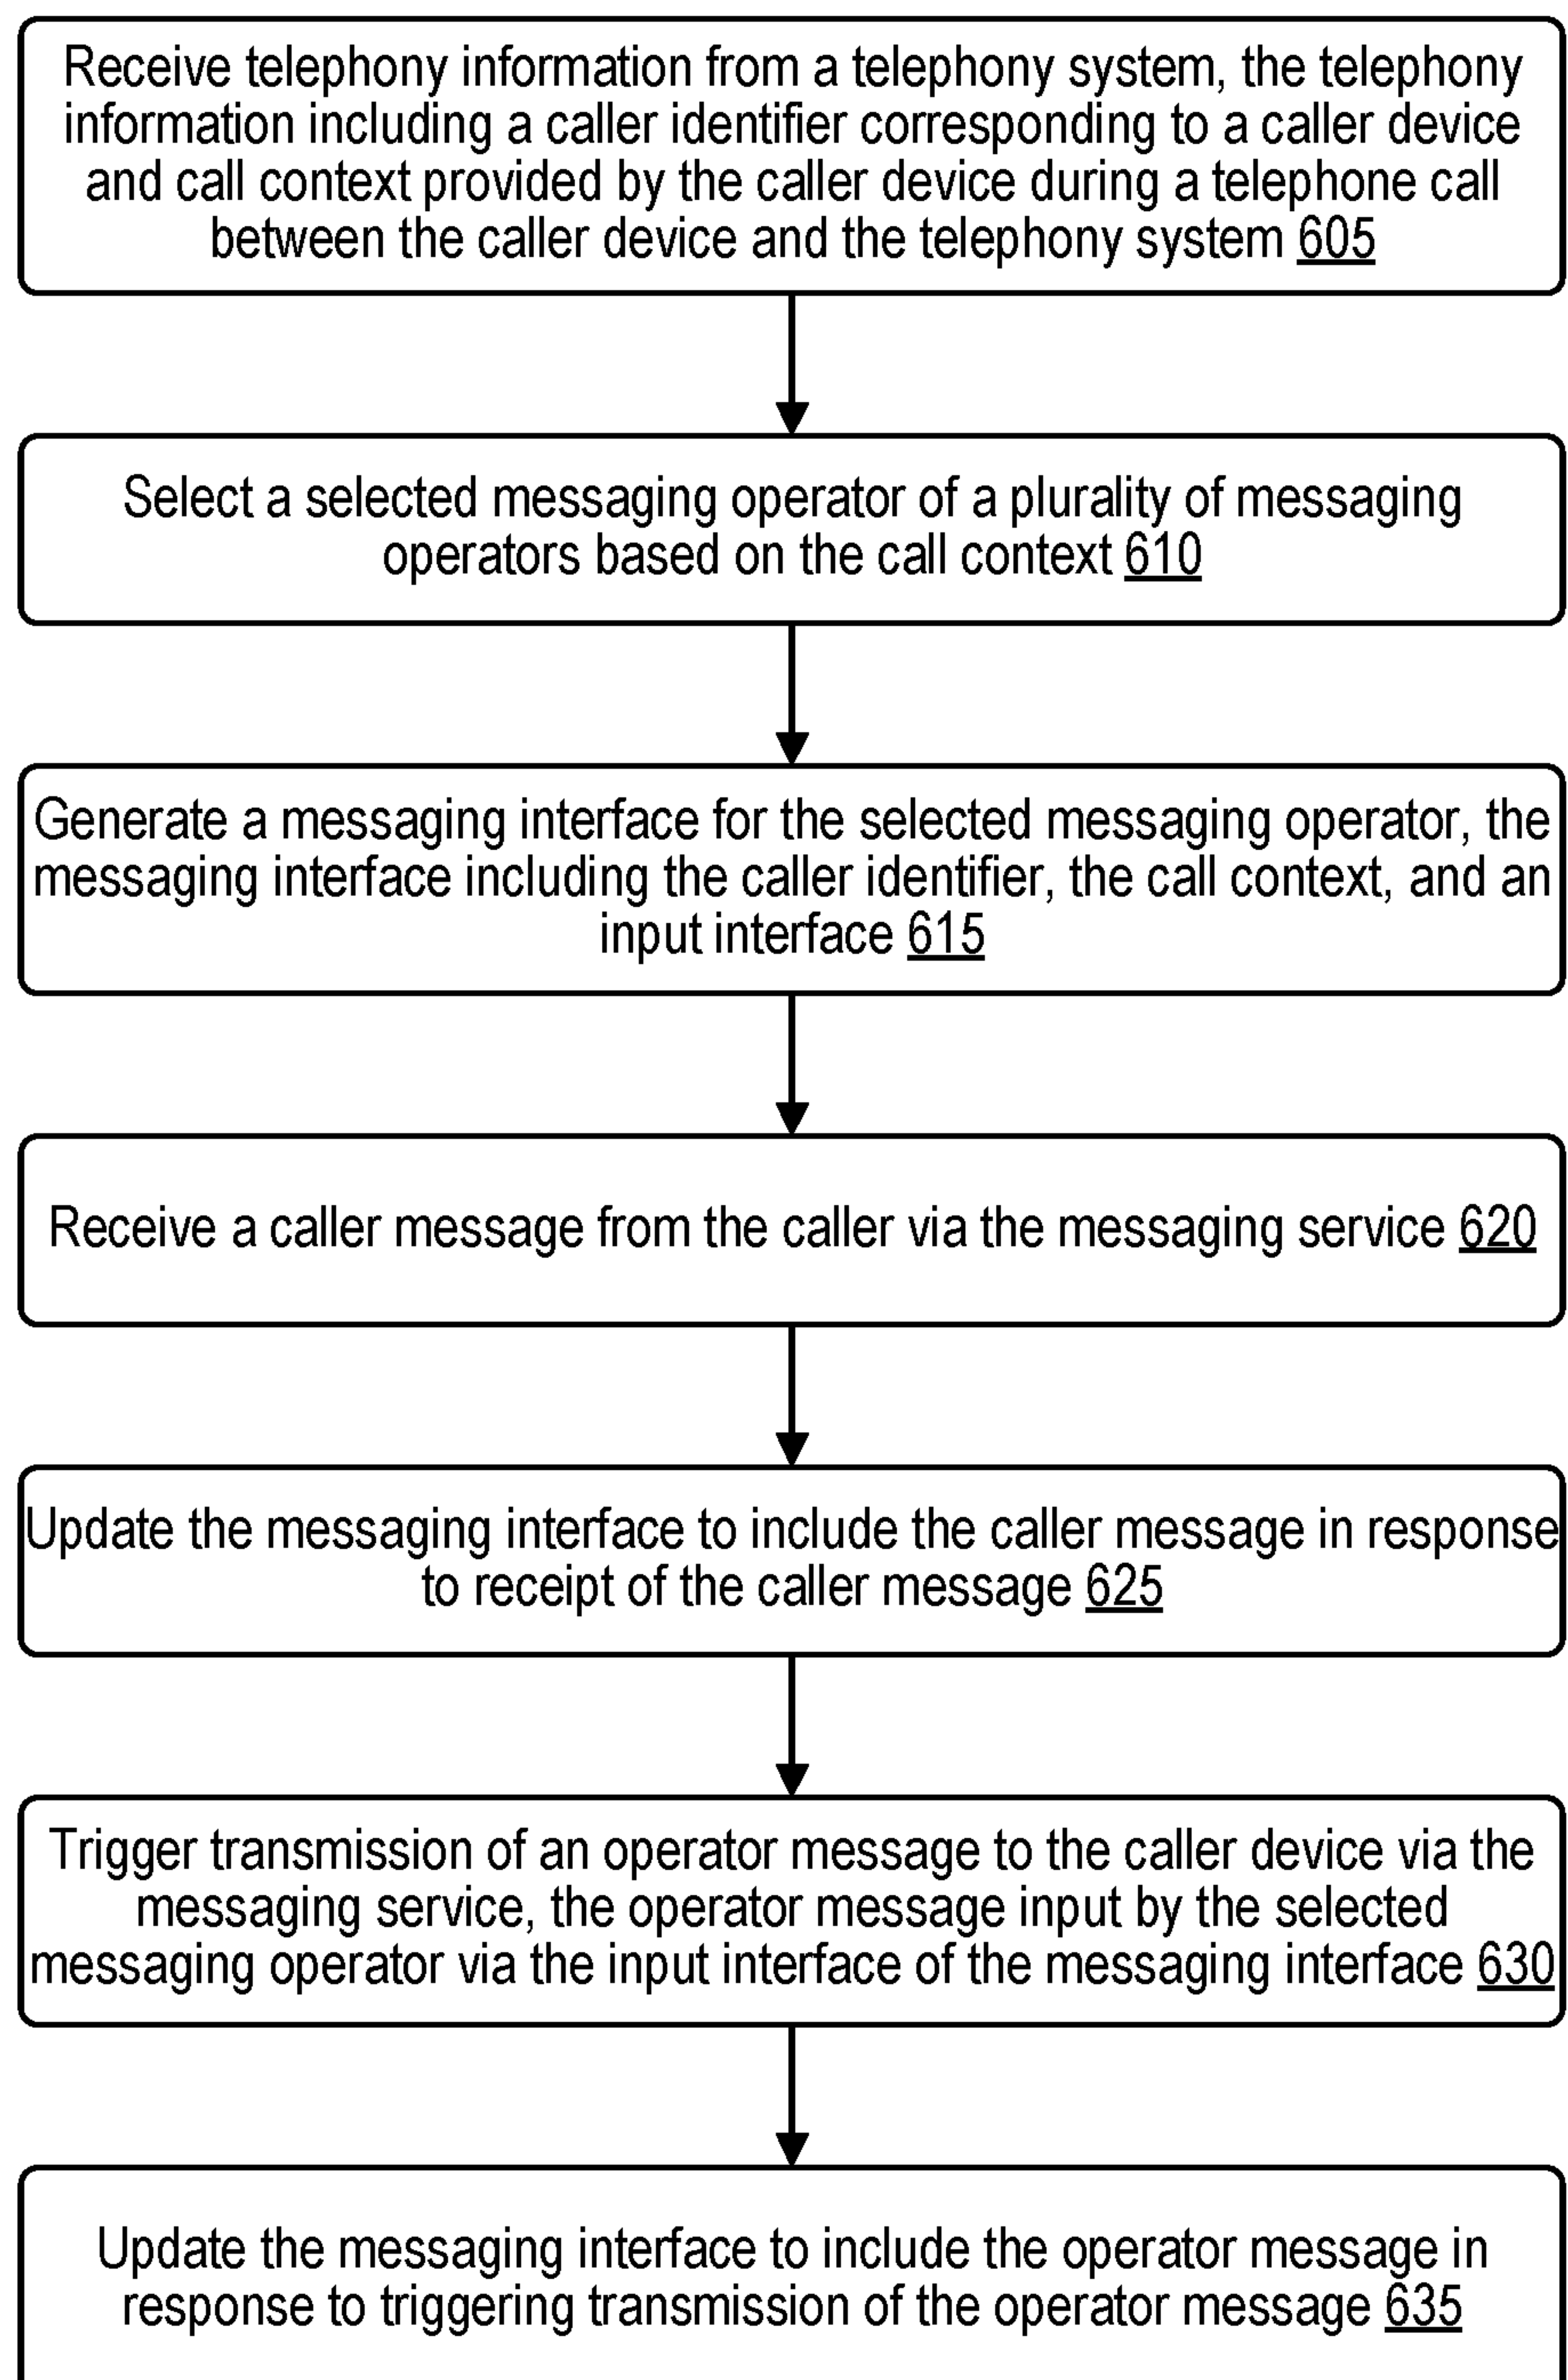 Receive telephony information from a telephony system, the telephony
information including a caller identifier corresponding to a caller device
and call context provided by the caller device during a telephone call
between the caller device and the telephony system 605
Select a selected messaging operator of a plurality of messaging
operators based on the call context 610
Generate a messaging interface for the selected messaging operator, the
messaging interface including the caller identifier, the call context, and an
input interface 615
Receive a caller message from the caller via the messaging service 620
Update the messaging interface to include the caller message in response
to receipt of the caller message 625
Trigger transmission of an operator message to the caller device via the
messaging service, the operator message input by the selected
messaging operator via the input interface of the messaging interface 630
Update the messaging interface to include the operator message in
response to triggering transmission of the operator message 635